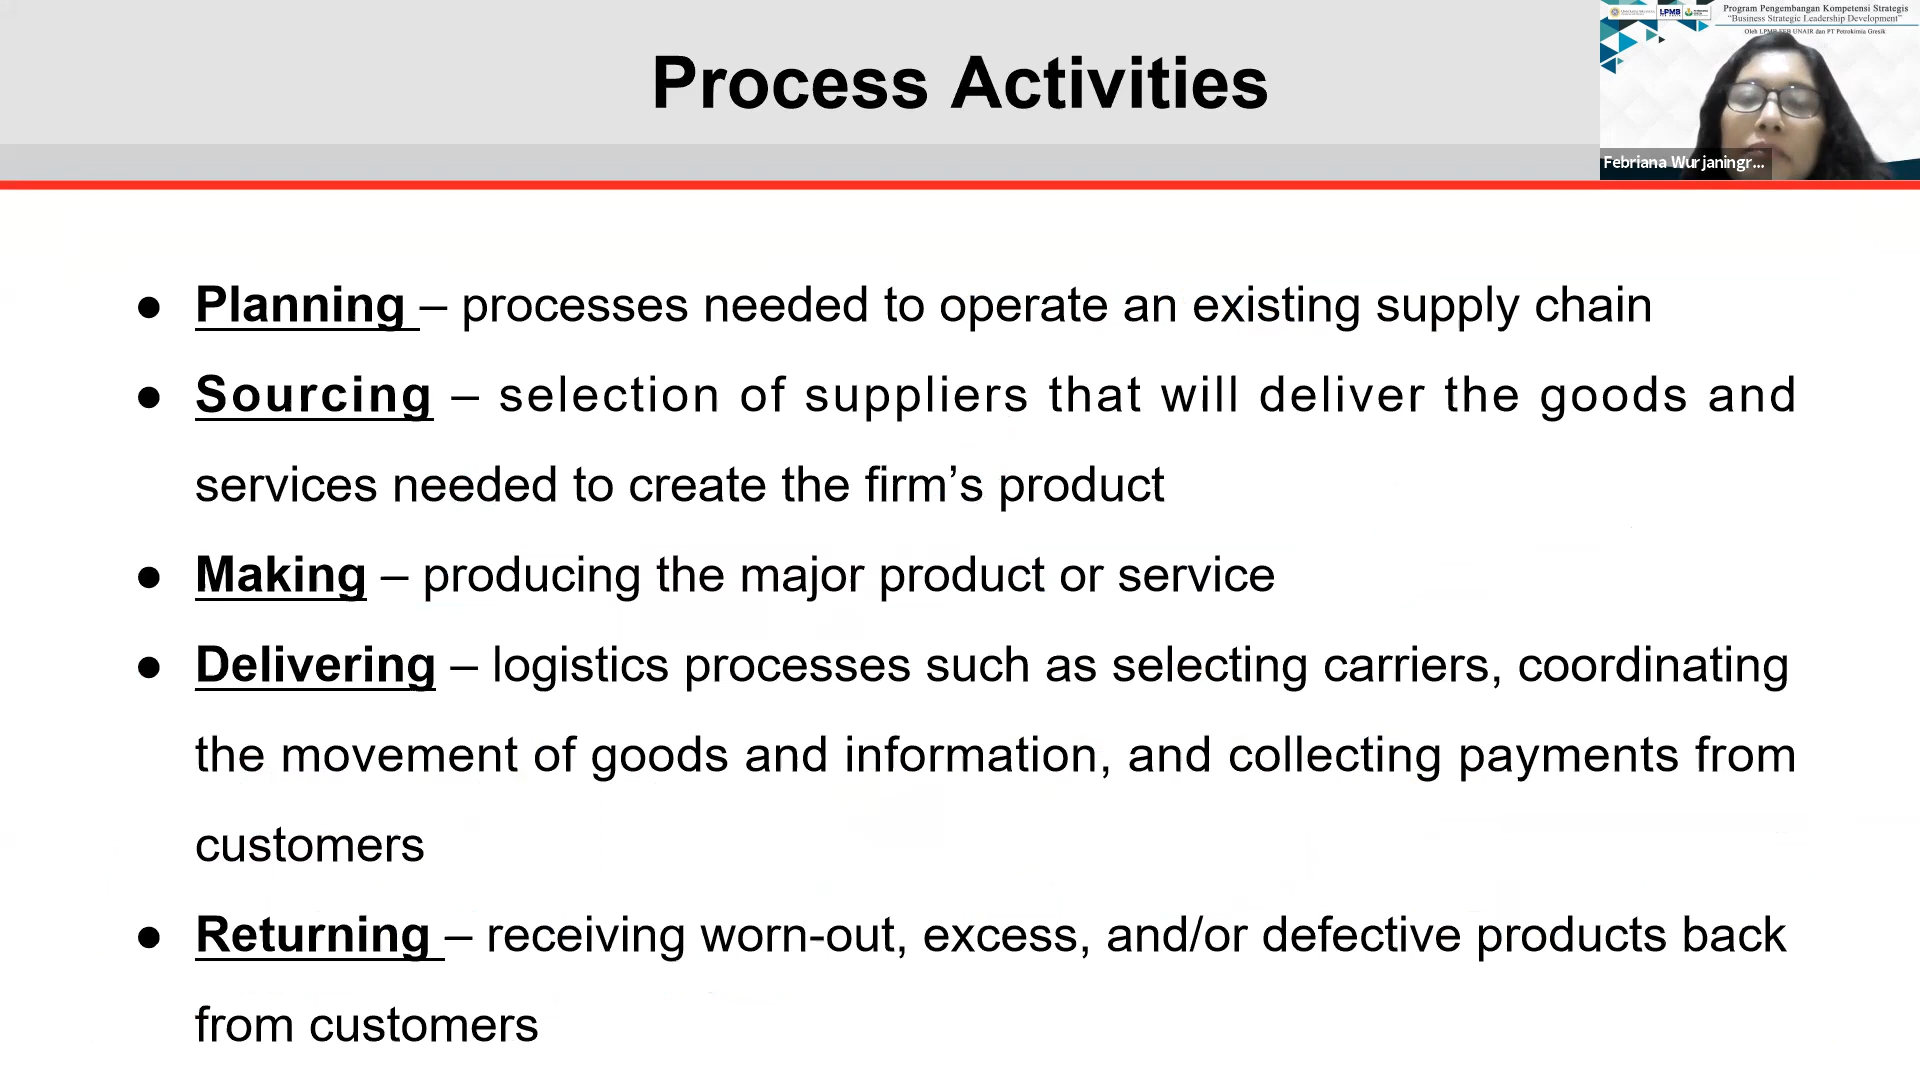 Process Activities
LPMB
Program Pengembangan Kompetensi Strategis
"Business Strategic Leadership Development"
Oleh LPMB FEB UNAIR dan PT Petrokimia Gresik
Febriana Wurjaningr...
● Planning – processes needed to operate an existing supply chain
● Sourcing – selection of suppliers that will deliver the goods and
services needed to create the firm’s product
● Making – producing the major product or service
● Delivering – logistics processes such as selecting carriers, coordinating
the movement of goods and information, and collecting payments from
customers
● Returning – receiving worn-out, excess, and/or defective products back
from customers